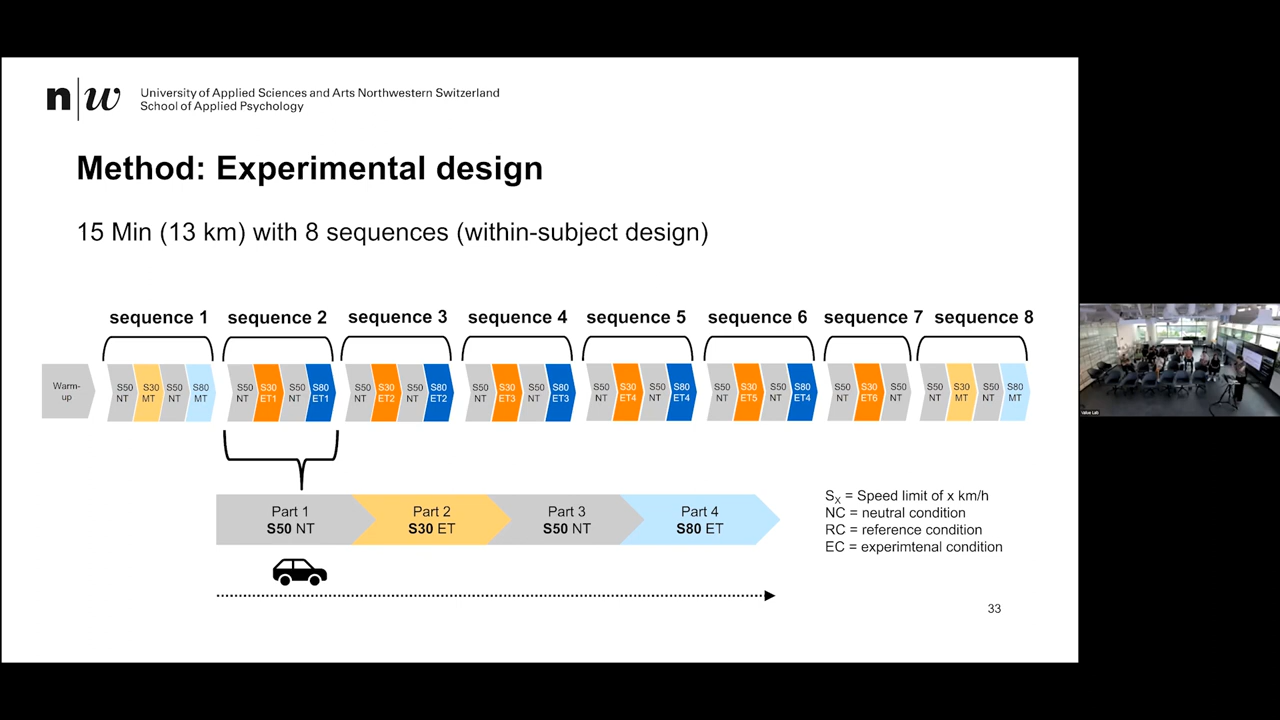 n|w
University of Applied Sciences and Arts Northwestern Switzerland
School of Applied Psychology
Method: Experimental design
15 Min (13 km) with 8 sequences (within-subject design)
sequence 1 sequence 2 sequence 3 sequence 4 sequence 5 sequence 6 sequence 7 sequence 8
Warm-
up
S50 S30 S50 S80
NT MT NT MT
S50 S30 S50 S80
NT ET1 NT ET1
S50 S30 S50 S80
NT ET2 NT ET2
S50 S30 S50 S80
NT ET3 NT ET3
S50 S30 S50 S80
NT ET4 NT ET4
S50 S30 S50 S80
NT ET5 NT ET4
S50 S30 S50
NT ET6 NT
S50 S30 S50 S80
NT MT NT MT
Part 1
S50 NT
Part 2
S30 ET
Part 3
S50 NT
Part 4
S80 ET
SX = Speed limit of x km/h
NC = neutral condition
RC = reference condition
EC = experimtenal condition
33
Value Lab